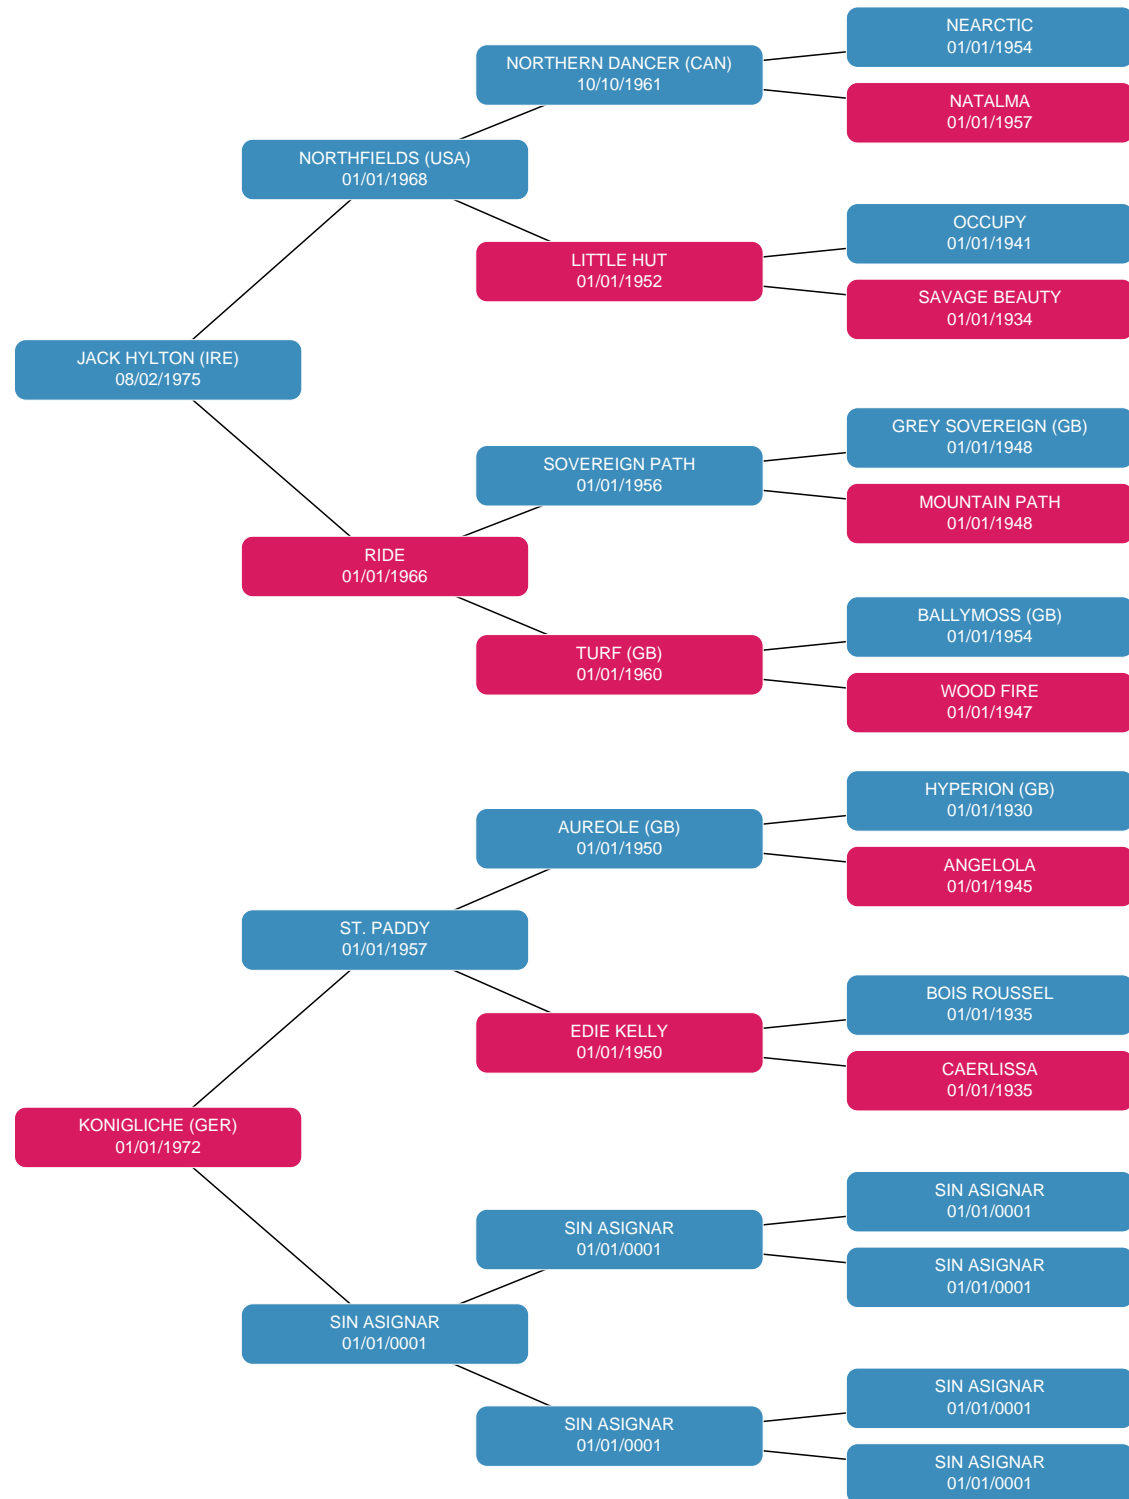 NEARCTIC
01/01/1954
NORTHERN DANCER (CAN)
10/10/1961
NATALMA
01/01/1957
NORTHFIELDS (USA)
01/01/1968
OCCUPY
01/01/1941
LITTLE HUT
01/01/1952
SAVAGE BEAUTY
01/01/1934
JACK HYLTON (IRE)
08/02/1975
GREY SOVEREIGN (GB)
01/01/1948
SOVEREIGN PATH
01/01/1956
MOUNTAIN PATH
01/01/1948
RIDE
01/01/1966
BALLYMOSS (GB)
01/01/1954
TURF (GB)
01/01/1960
WOOD FIRE
01/01/1947
HYPERION (GB)
01/01/1930
AUREOLE (GB)
01/01/1950
ANGELOLA
01/01/1945
ST. PADDY
01/01/1957
BOIS ROUSSEL
01/01/1935
EDIE KELLY
01/01/1950
CAERLISSA
01/01/1935
KONIGLICHE (GER)
01/01/1972
SIN ASIGNAR
01/01/0001
SIN ASIGNAR
01/01/0001
SIN ASIGNAR
01/01/0001
SIN ASIGNAR
01/01/0001
SIN ASIGNAR
01/01/0001
SIN ASIGNAR
01/01/0001
SIN ASIGNAR
01/01/0001